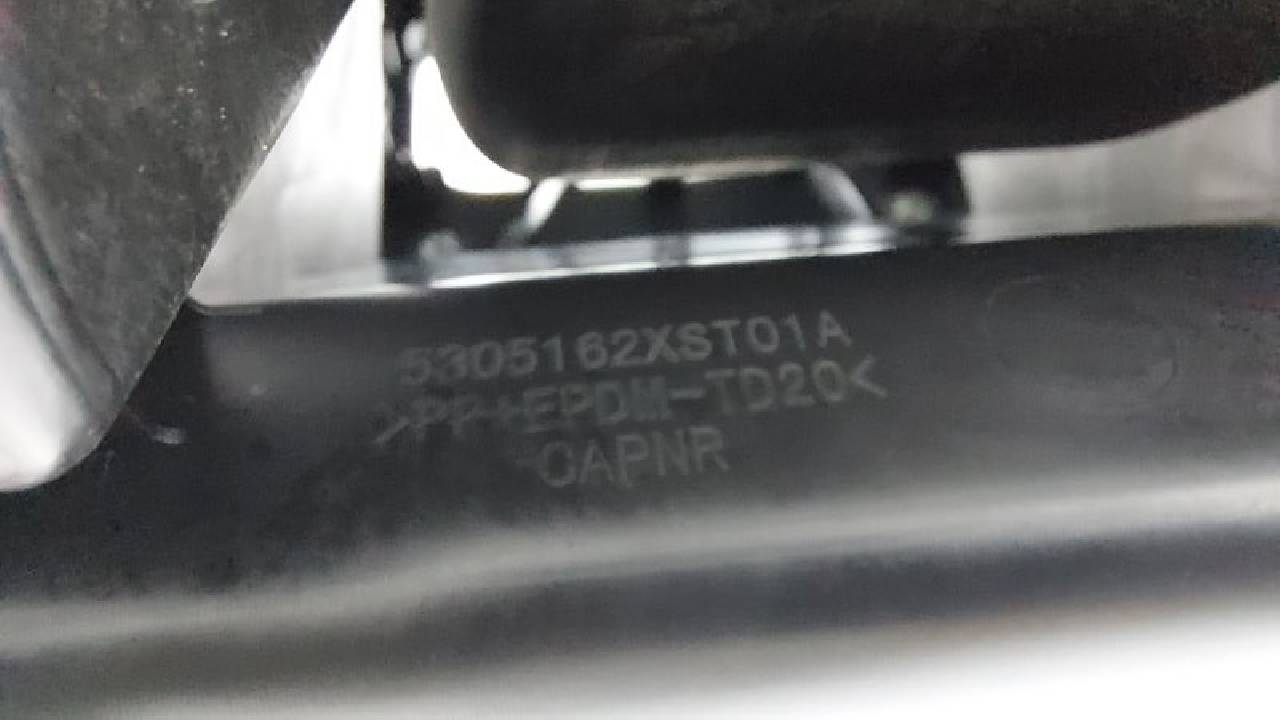 5305162XST01A
>PP+EPDM-TD20<
CAPNR